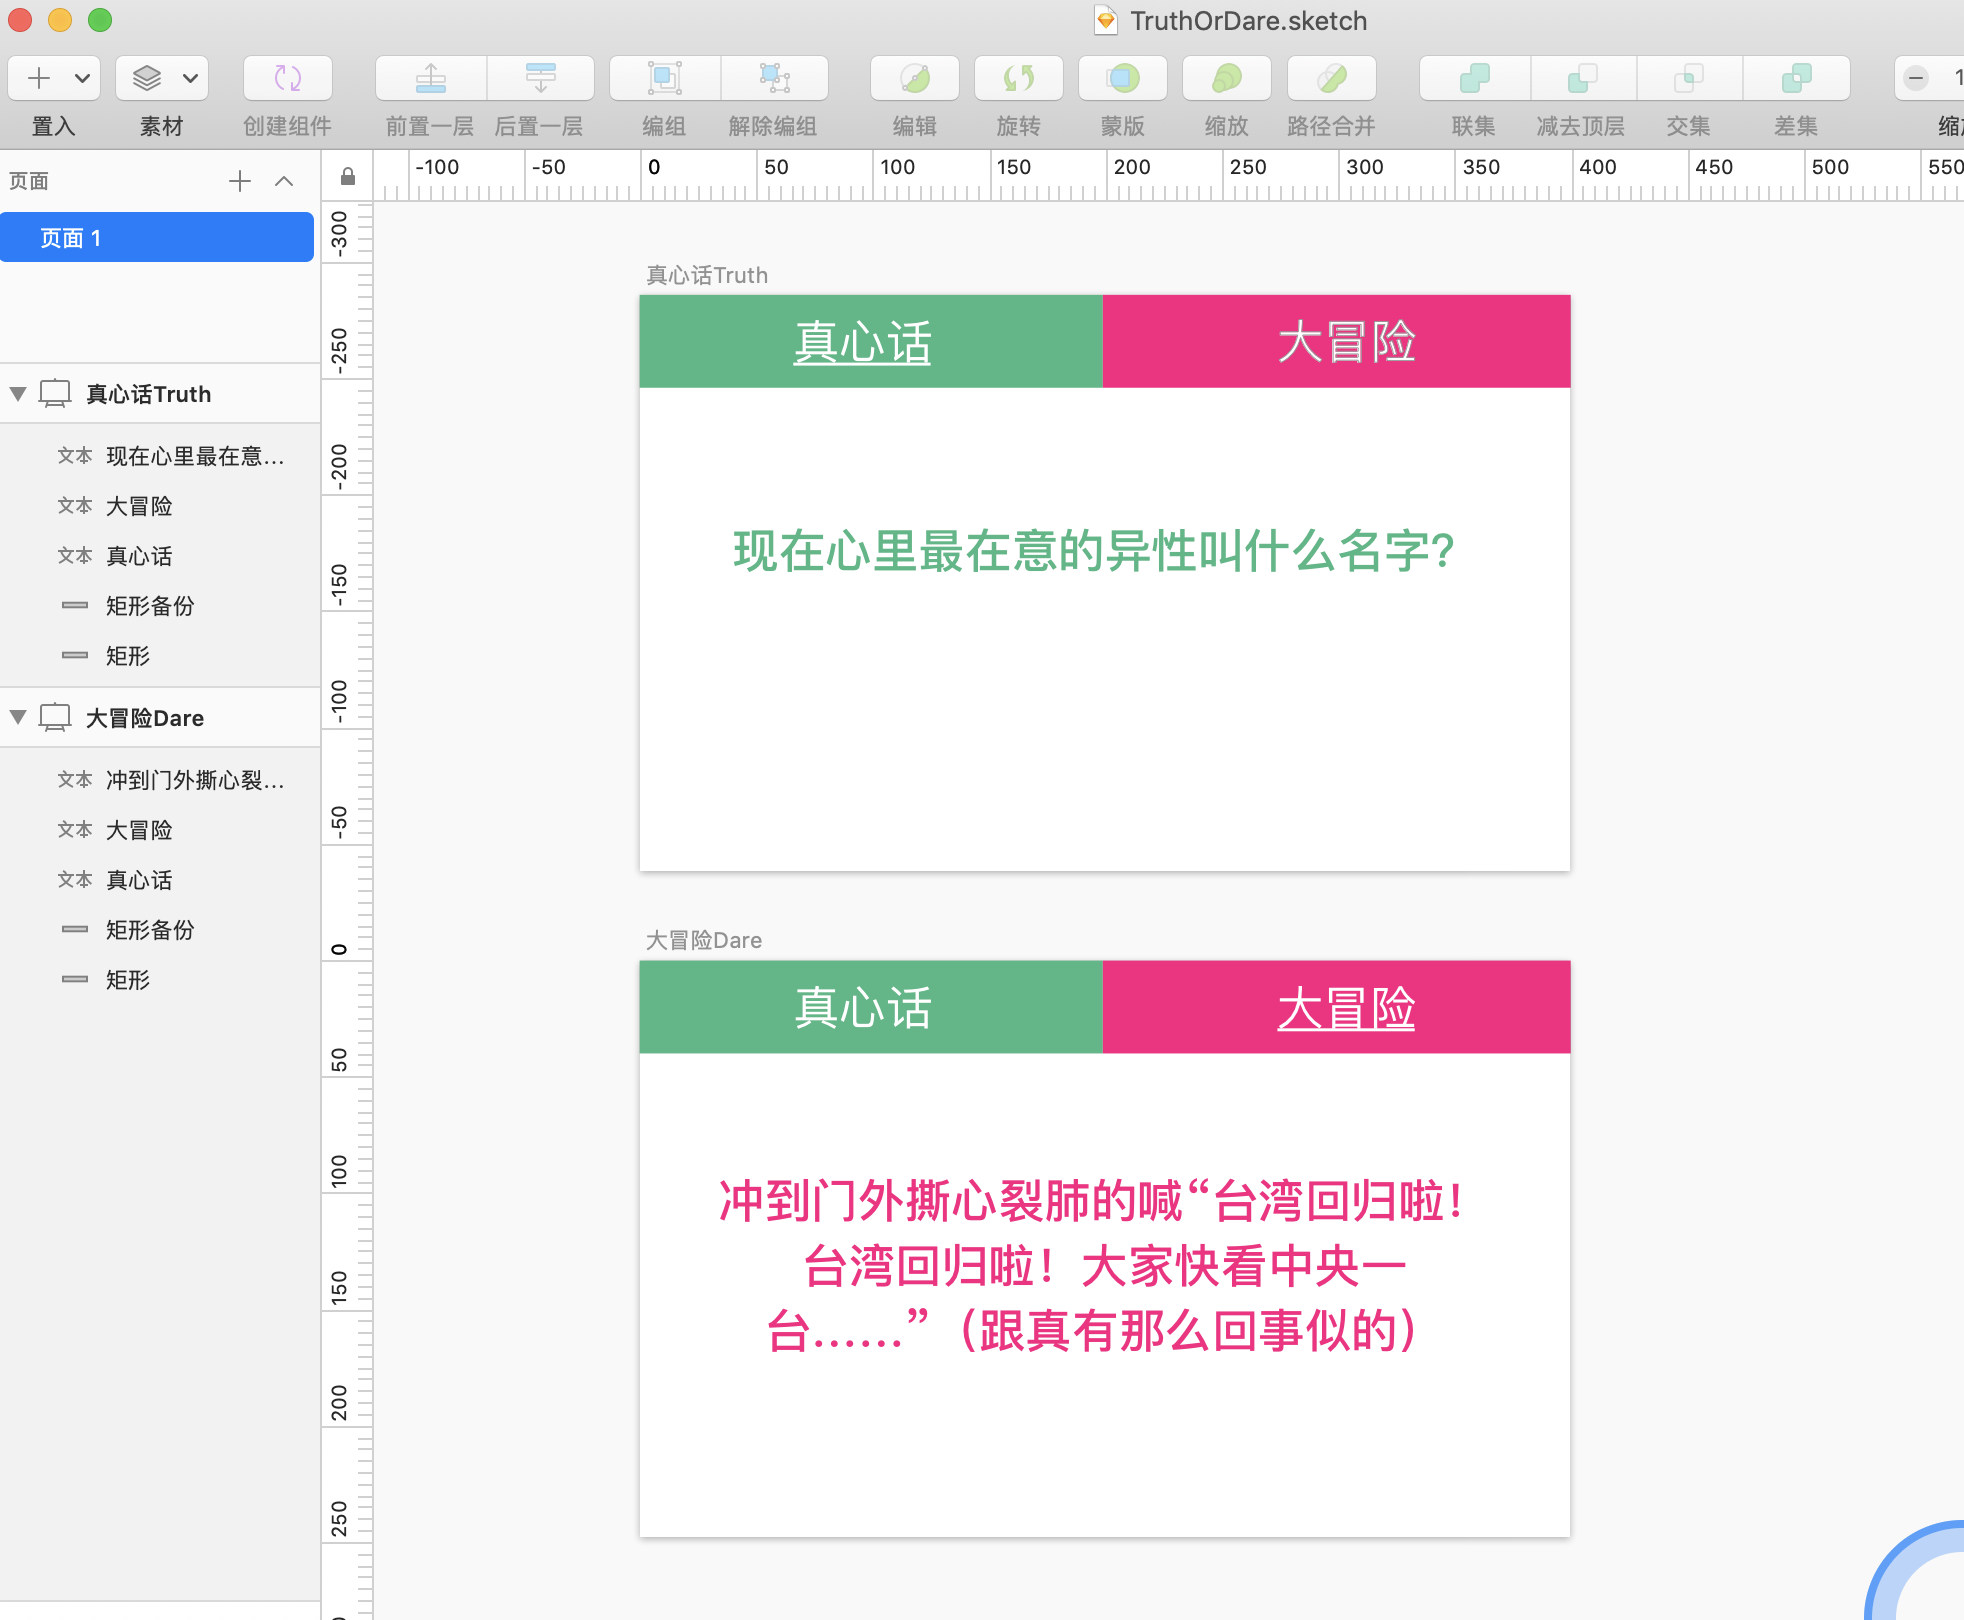 TruthOrDare.sketch
置入
素材
创建组件
前置一层
后置一层
编组
解除编组
编辑
旋转
蒙版
缩放
路径合并
联集
减去顶层
交集
差集
页面
页面 1
真心话Truth
文本 现在心里最在意...
文本 大冒险
文本 真心话
矩形备份
矩形
大冒险Dare
文本 冲到门外撕心裂...
文本 大冒险
文本 真心话
矩形备份
矩形
-100 -50 0 50 100 150 200 250 300 350 400 450 500 550
-300
-250
-200
-150
-100
-50
0
50
100
150
200
250
真心话Truth
真心话 大冒险
现在心里最在意的异性叫什么名字?
大冒险Dare
真心话 大冒险
冲到门外撕心裂肺的喊“台湾回归啦！
台湾回归啦！大家快看中央一
台……”（跟真有那么回事似的）